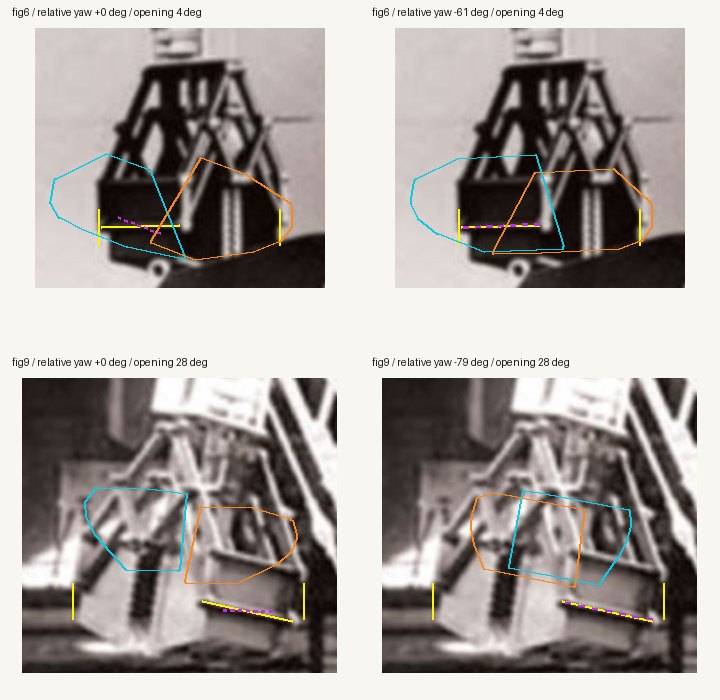 fig6 / relative yaw +0 deg / opening 4 deg
fig6 / relative yaw -61 deg / opening 4 deg
fig9 / relative yaw +0 deg / opening 28 deg
fig9 / relative yaw -79 deg / opening 28 deg